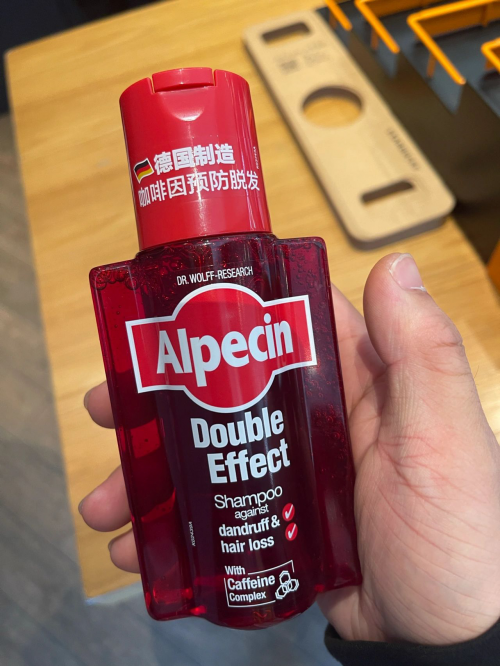 德国制造
咖啡因预防脱发
DR. WOLFF-RESEARCH
Alpecin
Double
Effect
Shampoo
against
dandruff &
hair loss
With
Caffeine
Complex